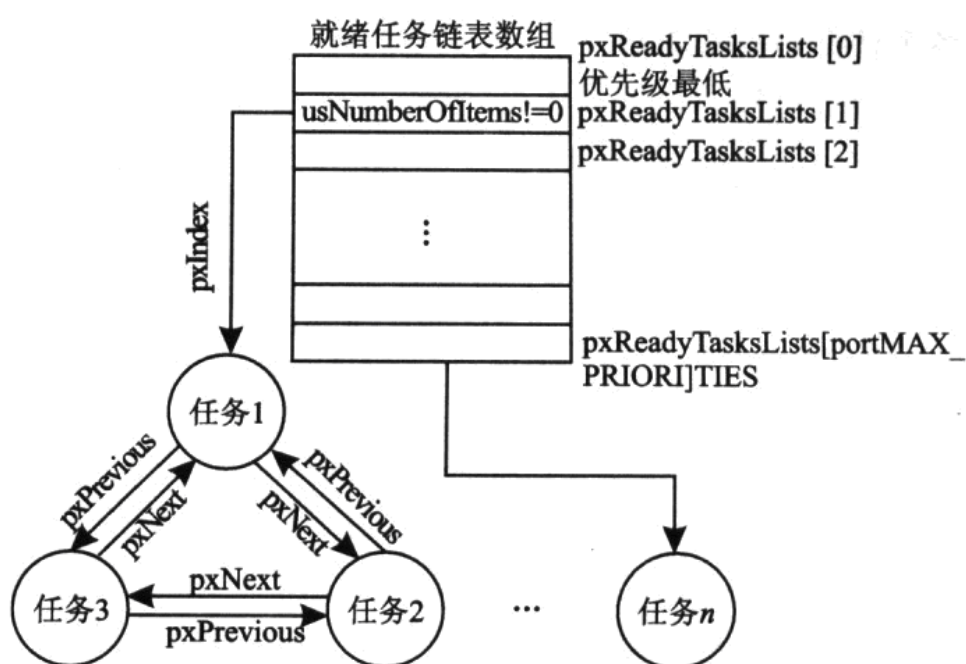 就绪任务链表数组
pxReadyTasksLists [0]
优先级最低
usNumberOfItems!=0
pxReadyTasksLists [1]
pxReadyTasksLists [2]
⋮
pxIndex
pxReadyTasksLists[portMAX_
PRIORI]TIES
任务1
pxPrevious
pxNext
pxNext
pxPrevious
任务3
pxNext
pxPrevious
任务2
...
任务n